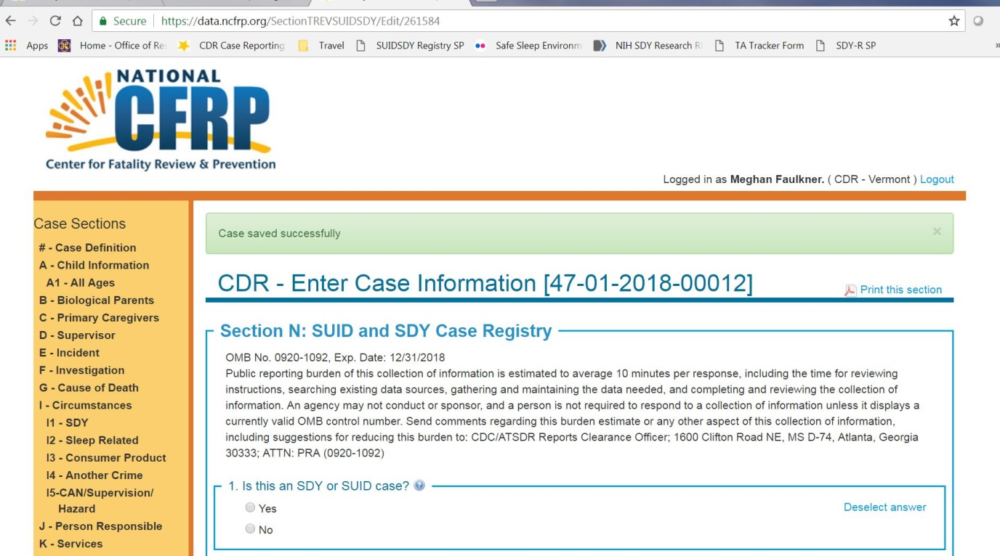 Secure https://data.ncfrp.org/SectionTREVSUIDSDY/Edit/261584
Apps Home - Office of Re CDR Case Reporting Travel SUIDSDY Registry SP Safe Sleep Environm NIH SDY Research R TA Tracker Form SDY-R SP »
NATIONAL
CFRP
Center for Fatality Review & Prevention
Logged in as Meghan Faulkner. ( CDR - Vermont ) Logout
Case Sections
# - Case Definition
A - Child Information
A1 - All Ages
B - Biological Parents
C - Primary Caregivers
D - Supervisor
E - Incident
F - Investigation
G - Cause of Death
I - Circumstances
I1 - SDY
I2 - Sleep Related
I3 - Consumer Product
I4 - Another Crime
I5-CAN/Supervision/
Hazard
J - Person Responsible
K - Services
Case saved successfully ×
CDR - Enter Case Information [47-01-2018-00012]
Print this section
Section N: SUID and SDY Case Registry
OMB No. 0920-1092, Exp. Date: 12/31/2018
Public reporting burden of this collection of information is estimated to average 10 minutes per response, including the time for reviewing
instructions, searching existing data sources, gathering and maintaining the data needed, and completing and reviewing the collection of
information. An agency may not conduct or sponsor, and a person is not required to respond to a collection of information unless it displays a
currently valid OMB control number. Send comments regarding this burden estimate or any other aspect of this collection of information,
including suggestions for reducing this burden to: CDC/ATSDR Reports Clearance Officer; 1600 Clifton Road NE, MS D-74, Atlanta, Georgia
30333; ATTN: PRA (0920-1092)
1. Is this an SDY or SUID case? ?
Yes
Deselect answer
No